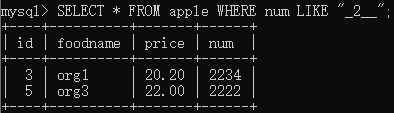 mysql> SELECT * FROM apple WHERE num LIKE "_2__";
+----+----------+-------+------+
| id | foodname | price | num  |
+----+----------+-------+------+
|  3 | org1     | 20.20 | 2234 |
|  5 | org3     | 22.00 | 2222 |
+----+----------+-------+------+